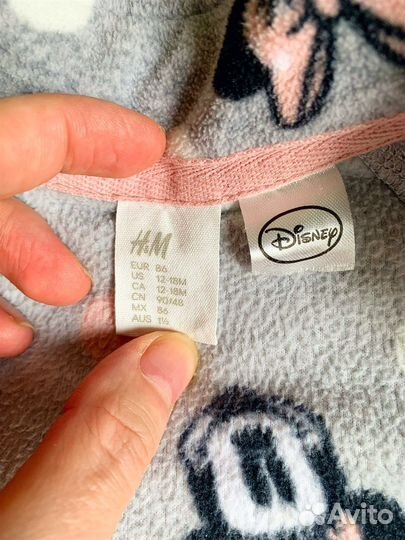 H&M
EUR 86
US 12-18M
CA 12-18M
CN 90/48
MX 86
AUS 1½
Disney
Avito